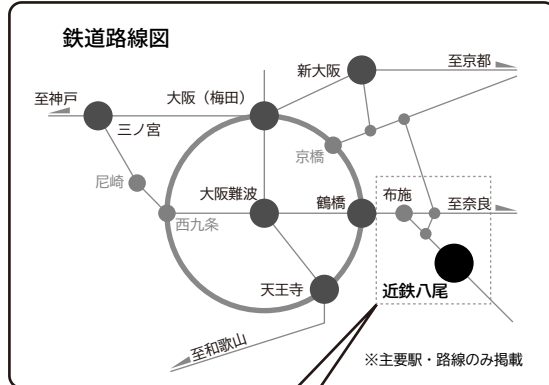 鉄道路線図
新大阪
至京都
至神戸
大阪（梅田）
三ノ宮
京橋
尼崎
大阪難波
鶴橋
布施
至奈良
西九条
近鉄八尾
天王寺
至和歌山
※主要駅・路線のみ掲載